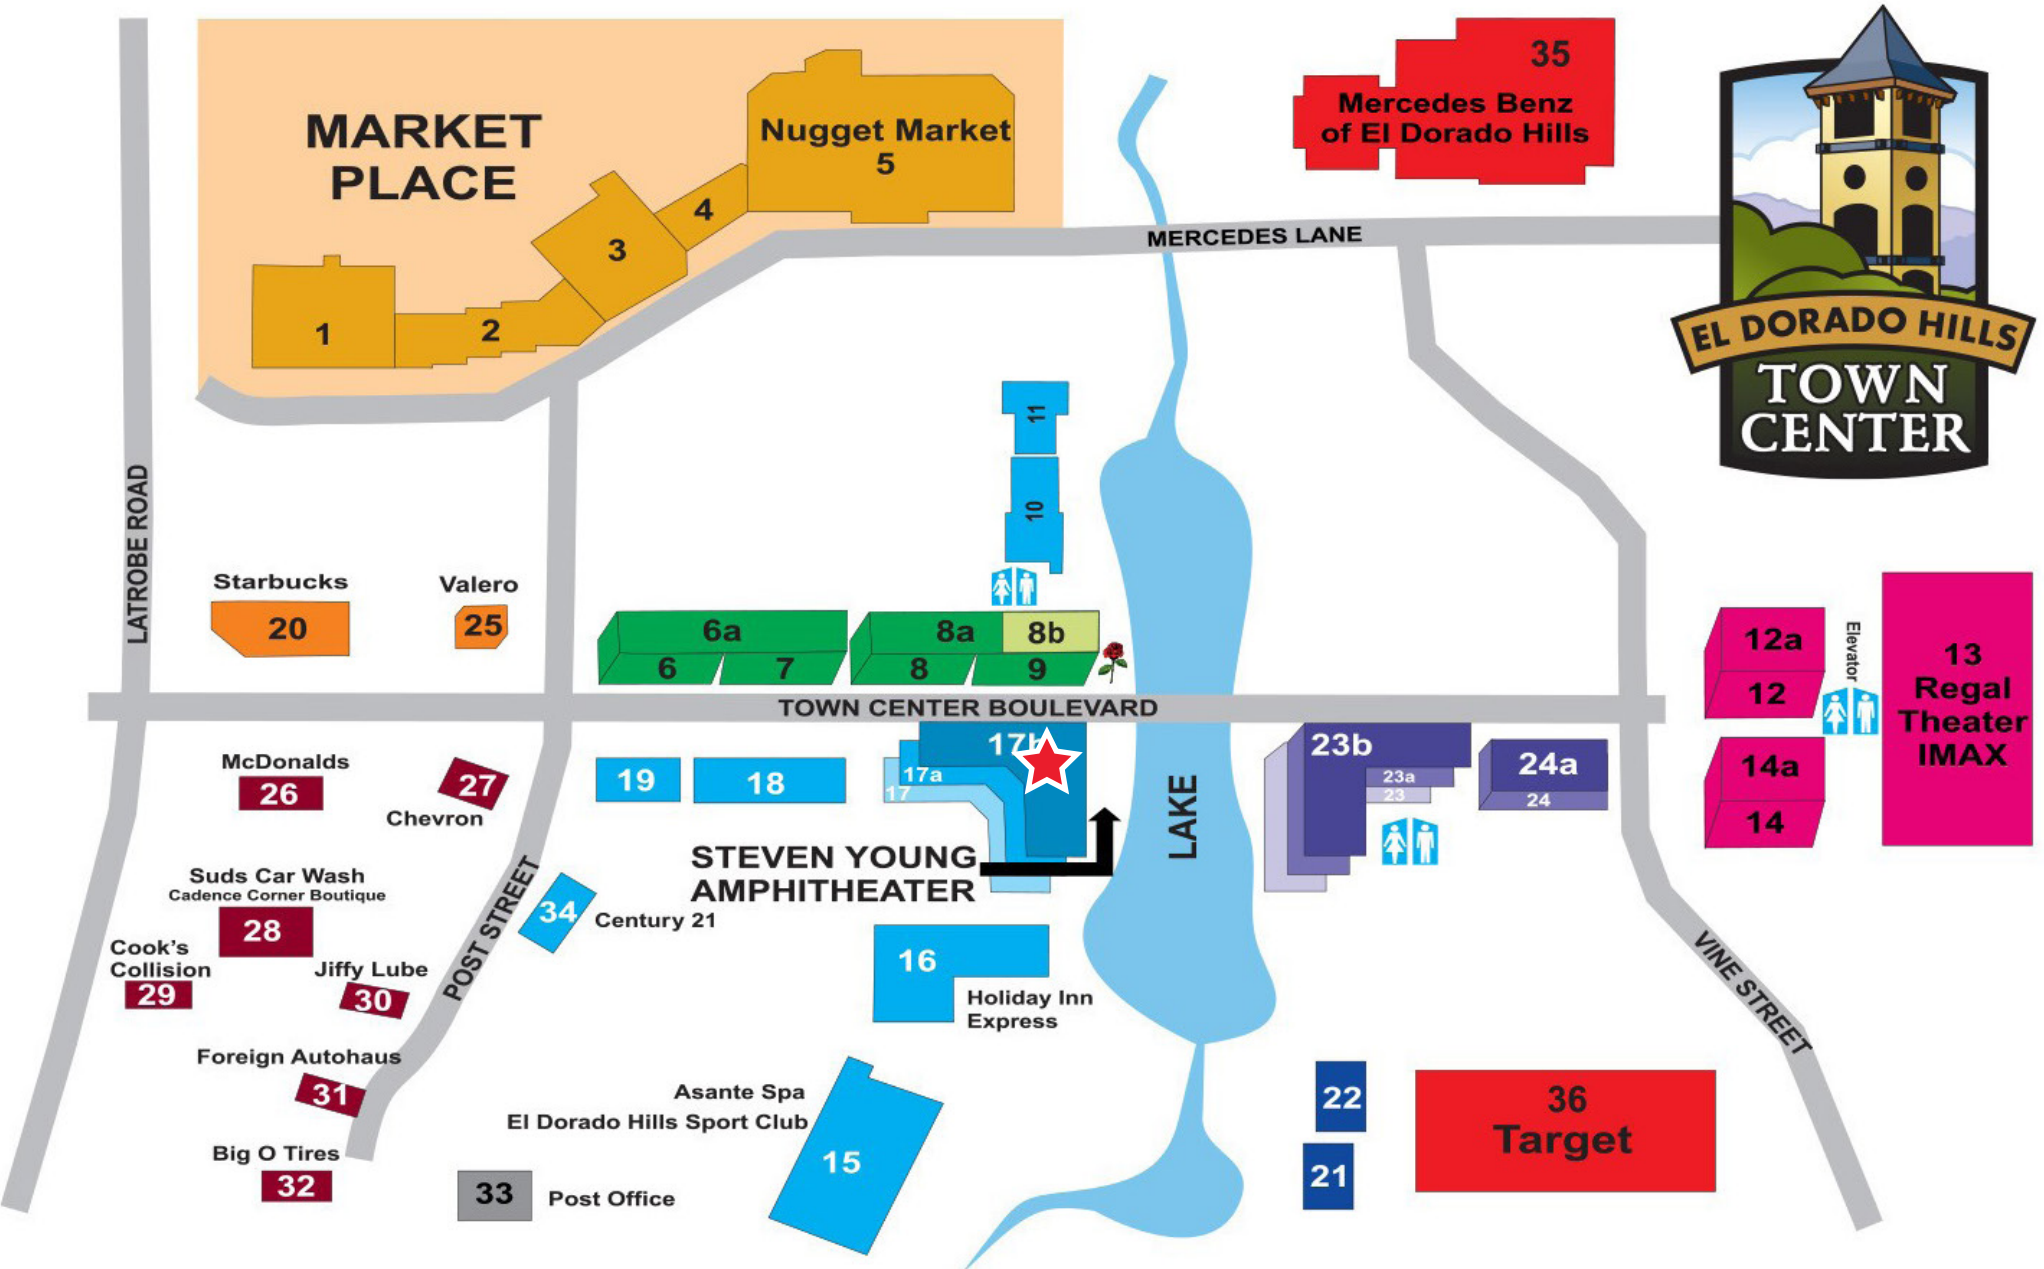 MARKET
PLACE
Nugget Market
5
4
3
2
1
35
Mercedes Benz
of El Dorado Hills
EL DORADO HILLS
TOWN
CENTER
MERCEDES LANE
LATROBE ROAD
11
10
Starbucks
20
Valero
25
6a
6
7
8a
8b
8
9
TOWN CENTER BOULEVARD
12a
12
14a
14
Elevator
13
Regal
Theater
IMAX
McDonalds
26
27
Chevron
19
18
17a
17
23b
23a
23
24a
24
LAKE
STEVEN YOUNG
AMPHITHEATER
Suds Car Wash
Cadence Corner Boutique
28
Cook's
Collision
29
Jiffy Lube
30
POST STREET
34
Century 21
16
Holiday Inn
Express
VINE STREET
Foreign Autohaus
31
Big O Tires
32
33
Post Office
Asante Spa
El Dorado Hills Sport Club
15
22
21
36
Target